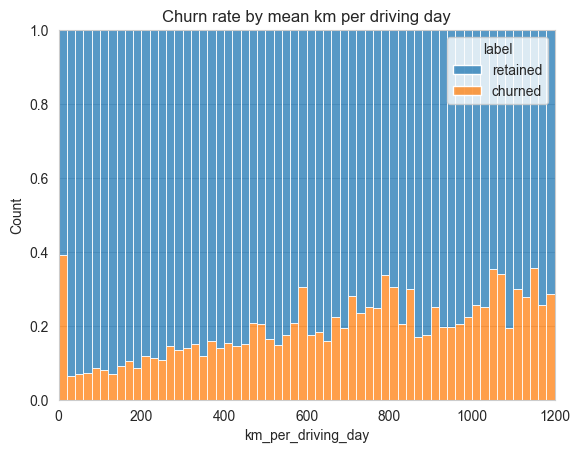 Churn rate by mean km per driving day
label
retained
churned
Count
1.0
0.8
0.6
0.4
0.2
0.0
0
200
400
600
800
1000
1200
km_per_driving_day